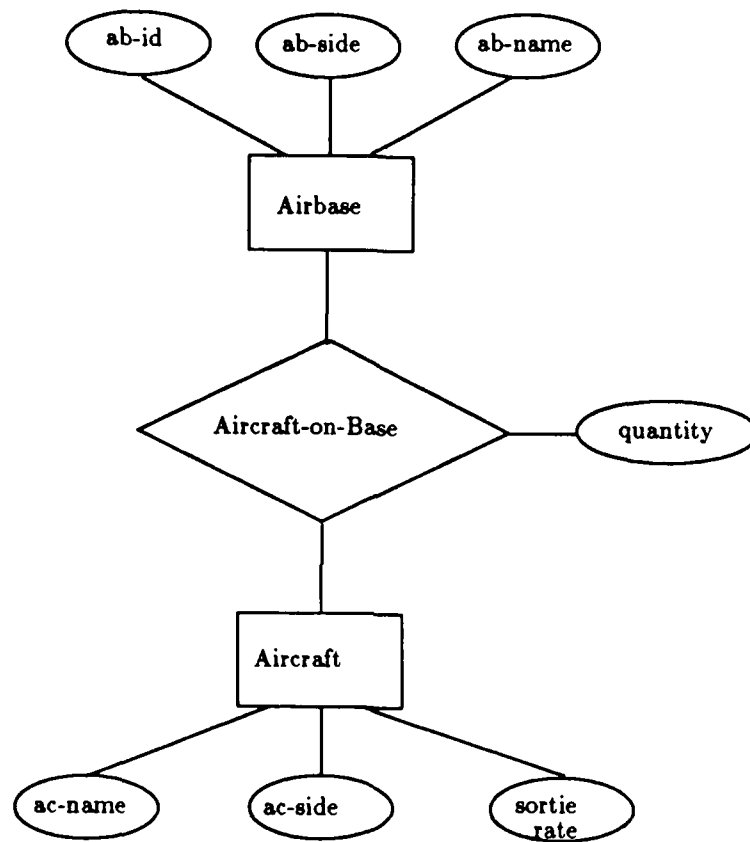 ab-id
ab-side
ab-name
Airbase
Aircraft-on-Base
quantity
Aircraft
ac-name
ac-side
sortie
rate